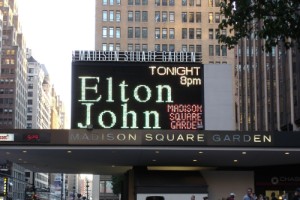 TONIGHT
8pm
Elton
John
MADISON
SQUARE
GARDEN
MADISON SQUARE GARDEN